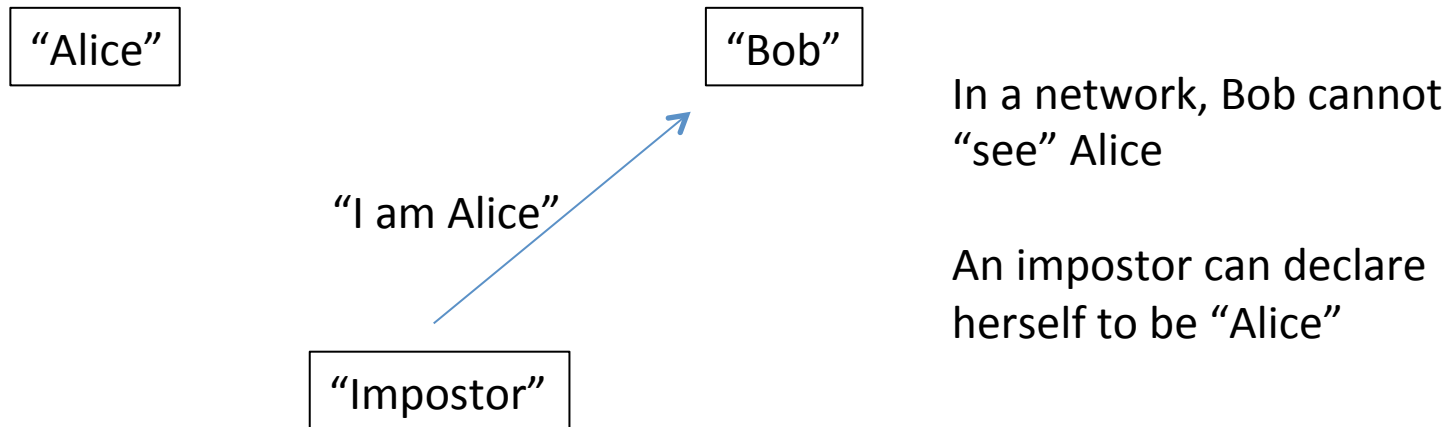 “Alice”
“Bob”
In a network, Bob cannot
“see” Alice
“I am Alice”
An impostor can declare
herself to be “Alice”
“Impostor”